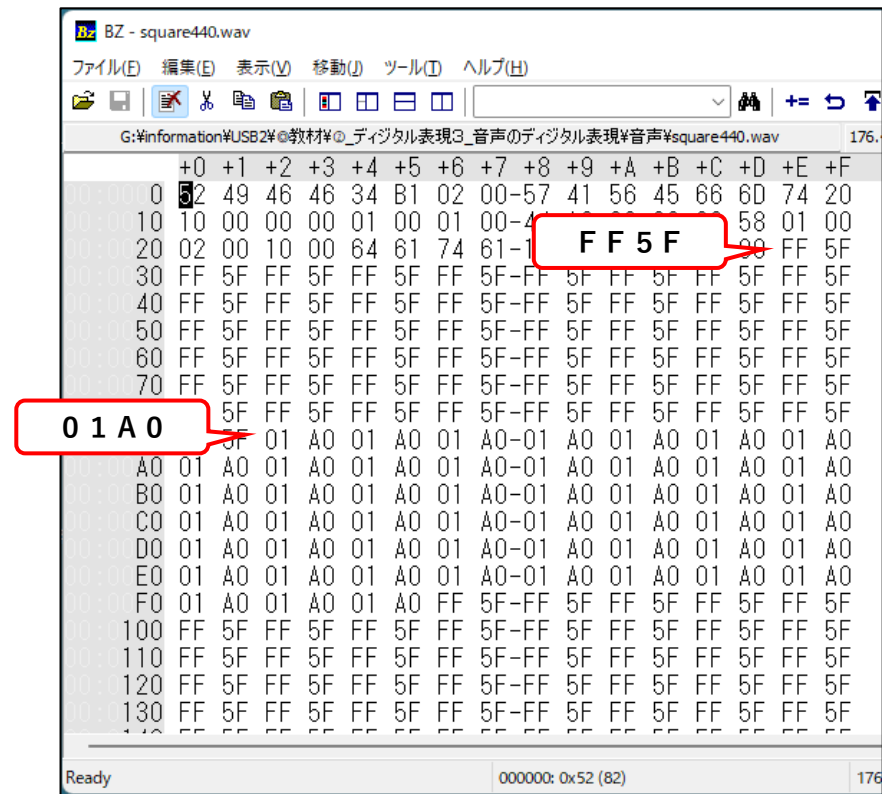 BZ - square440.wav
ファイル(F) 編集(E) 表示(V) 移動(J) ツール(T) ヘルプ(H)
G:¥information¥USB2¥◎教材¥②_ディジタル表現3_音声のディジタル表現¥音声¥square440.wav 176.
+0 +1 +2 +3 +4 +5 +6 +7 +8 +9 +A +B +C +D +E +F
0 52 49 46 46 34 B1 02 00-57 41 56 45 66 6D 74 20
10 10 00 00 00 01 00 01 00- 58 01 00
20 02 00 10 00 64 61 74 61- FF 5F
FF5F
30 FF 5F FF 5F FF 5F FF 5F-FF 5F FF 5F FF 5F FF 5F
40 FF 5F FF 5F FF 5F FF 5F-FF 5F FF 5F FF 5F FF 5F
50 FF 5F FF 5F FF 5F FF 5F-FF 5F FF 5F FF 5F FF 5F
60 FF 5F FF 5F FF 5F FF 5F-FF 5F FF 5F FF 5F FF 5F
70 FF 5F FF 5F FF 5F FF 5F-FF 5F FF 5F FF 5F FF 5F
5F FF 5F FF 5F FF 5F-FF 5F FF 5F FF 5F FF 5F
01A0
5F 01 A0 01 A0 01 A0-01 A0 01 A0 01 A0 01 A0
A0 01 A0 01 A0 01 A0 01 A0-01 A0 01 A0 01 A0 01 A0
B0 01 A0 01 A0 01 A0 01 A0-01 A0 01 A0 01 A0 01 A0
C0 01 A0 01 A0 01 A0 01 A0-01 A0 01 A0 01 A0 01 A0
D0 01 A0 01 A0 01 A0 01 A0-01 A0 01 A0 01 A0 01 A0
E0 01 A0 01 A0 01 A0 01 A0-01 A0 01 A0 01 A0 01 A0
F0 01 A0 01 A0 01 A0 FF 5F-FF 5F FF 5F FF 5F FF 5F
100 FF 5F FF 5F FF 5F FF 5F-FF 5F FF 5F FF 5F FF 5F
110 FF 5F FF 5F FF 5F FF 5F-FF 5F FF 5F FF 5F FF 5F
120 FF 5F FF 5F FF 5F FF 5F-FF 5F FF 5F FF 5F FF 5F
130 FF 5F FF 5F FF 5F FF 5F-FF 5F FF 5F FF 5F FF 5F
Ready 000000: 0x52 (82) 176